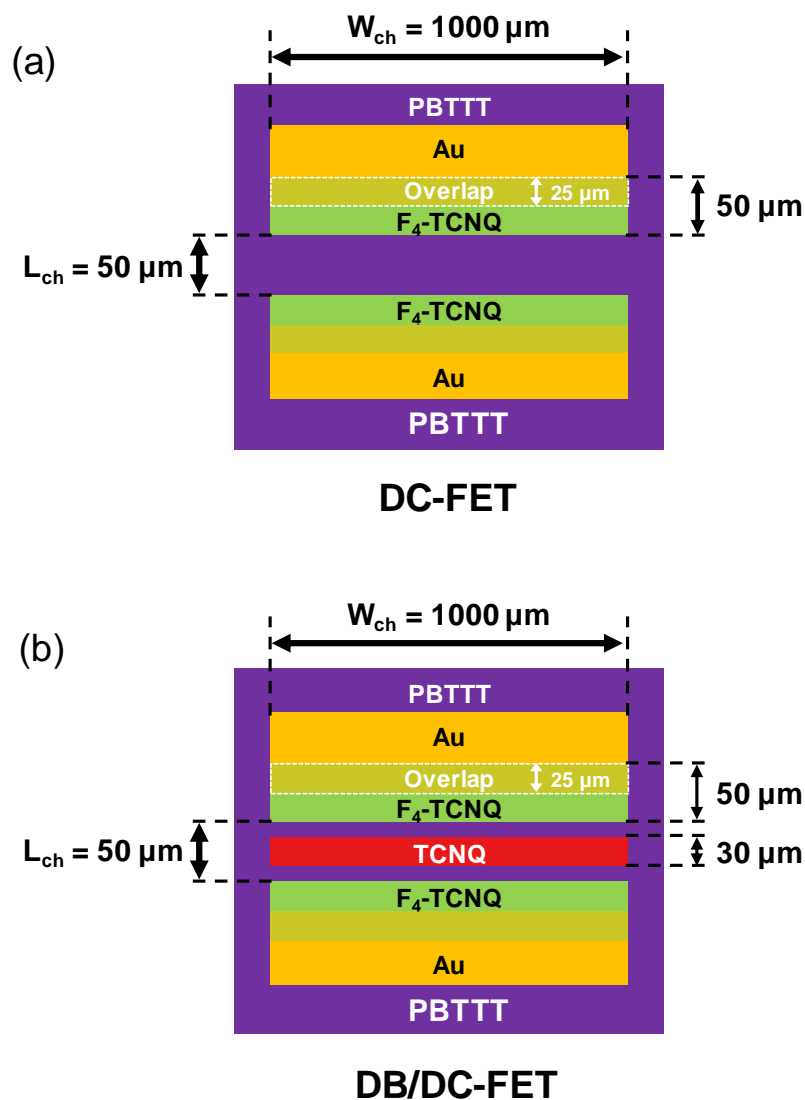 (a)
W_ch = 1000 µm
PBTTT
Au
Overlap 25 µm
50 µm
F₄-TCNQ
L_ch = 50 µm
F₄-TCNQ
Au
PBTTT
DC-FET
(b)
W_ch = 1000 µm
PBTTT
Au
Overlap 25 µm
50 µm
F₄-TCNQ
L_ch = 50 µm
TCNQ
30 µm
F₄-TCNQ
Au
PBTTT
DB/DC-FET